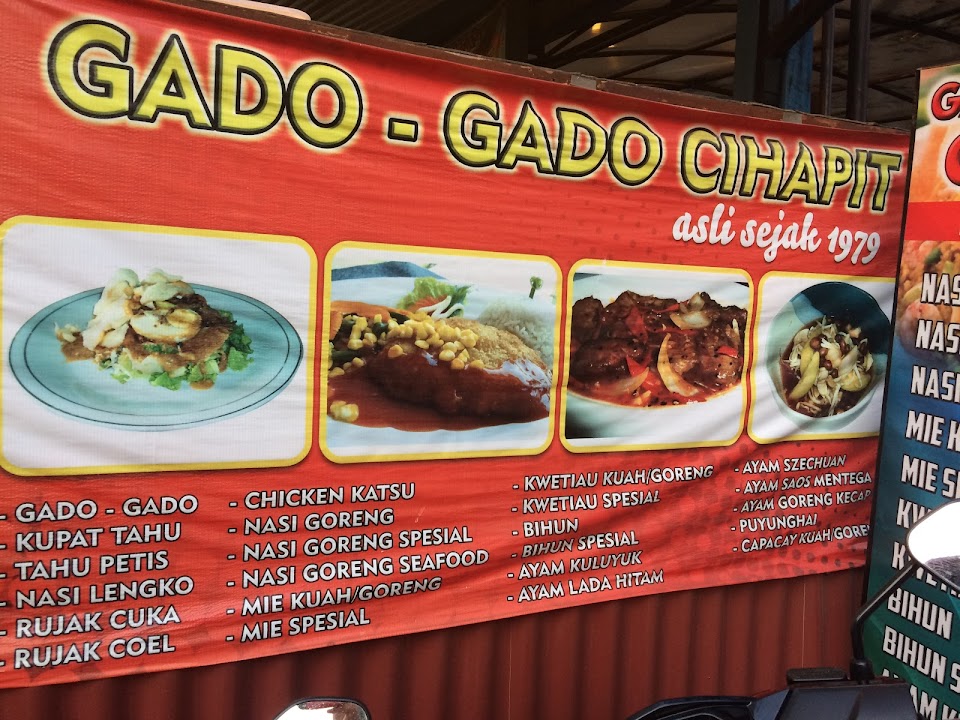 GADO - GADO CIHAPIT
asli sejak 1979
- GADO - GADO
- KUPAT TAHU
- TAHU PETIS
- NASI LENGKO
- RUJAK CUKA
- RUJAK COEL
- CHICKEN KATSU
- NASI GORENG
- NASI GORENG SPESIAL
- NASI GORENG SEAFOOD
- MIE KUAH/GORENG
- MIE SPESIAL
- KWETIAU KUAH/GORENG
- KWETIAU SPESIAL
- BIHUN
- BIHUN SPESIAL
- AYAM KULUYUK
- AYAM LADA HITAM
- AYAM SZECHUAN
- AYAM SAOS MENTEGA
- AYAM GORENG KECAP
- PUYUNGHAI
- CAPACAY KUAH/GOREN
NAS
NASI
NASI
MIE K
MIE S
BIHUN
BIHUN S